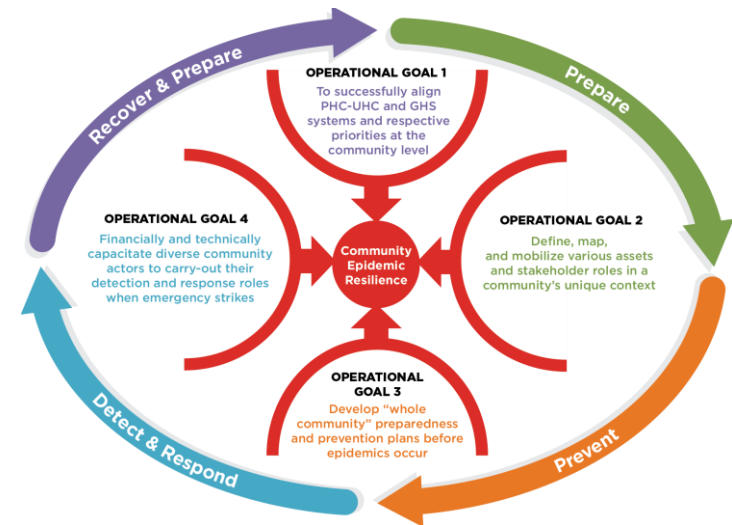 Recover & Prepare
Prepare
OPERATIONAL GOAL 1
To successfully align
PHC-UHC and GHS
systems and respective
priorities at the
community level
OPERATIONAL GOAL 4
Financially and technically
capacitate diverse community
actors to carry-out their
detection and response roles
when emergency strikes
Community
Epidemic
Resilience
OPERATIONAL GOAL 2
Define, map,
and mobilize various assets
and stakeholder roles in a
community's unique context
OPERATIONAL
GOAL 3
Develop “whole
community” preparedness
and prevention plans before
epidemics occur
Detect & Respond
Prevent